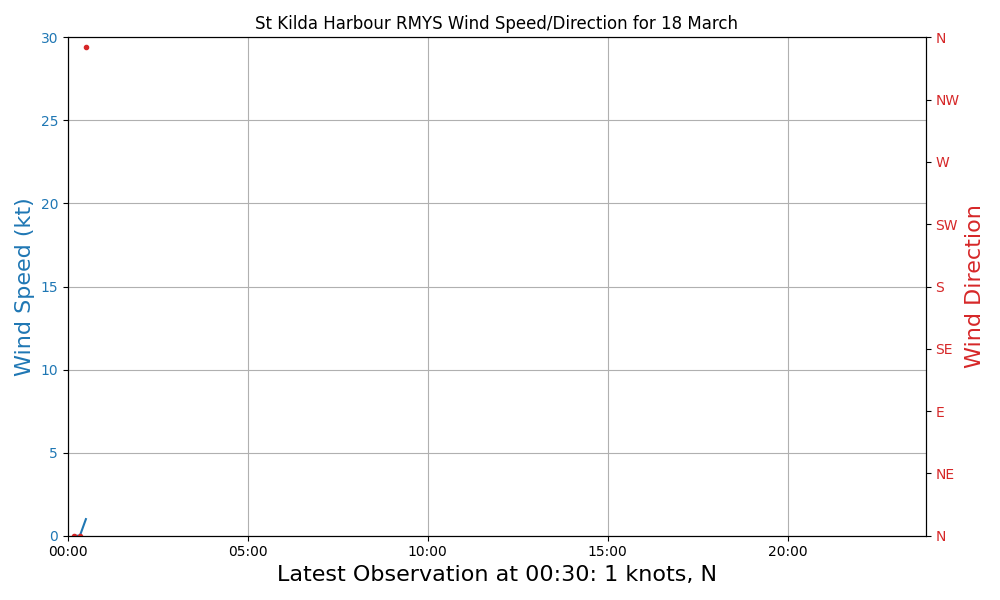 St Kilda Harbour RMYS Wind Speed/Direction for 18 March
Wind Speed (kt)
30
25
20
15
10
5
0
00:00
05:00
10:00
15:00
20:00
N
NW
W
SW
S
SE
E
NE
N
Wind Direction
Latest Observation at 00:30: 1 knots, N